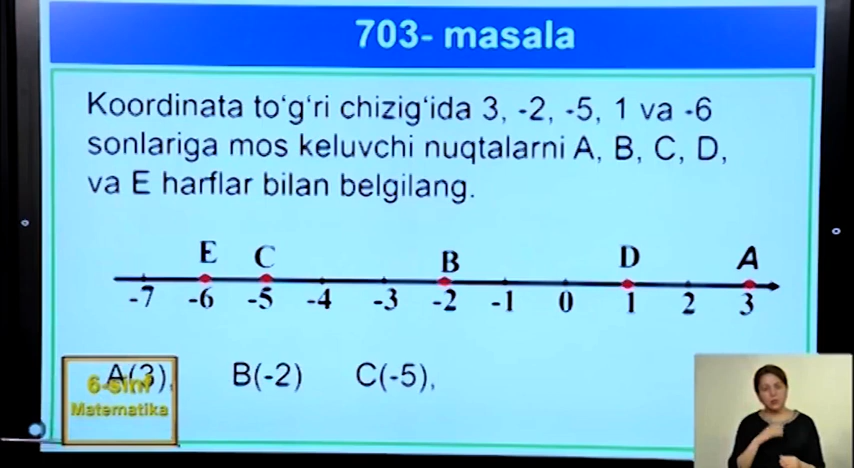 703- masala
Koordinata to‘g‘ri chizig‘ida 3, -2, -5, 1 va -6
sonlariga mos keluvchi nuqtalarni A, B, C, D,
va E harflar bilan belgilang.
E C B D A
-7 -6 -5 -4 -3 -2 -1 0 1 2 3
A(3), B(-2) C(-5),
6-sinf
Matematika